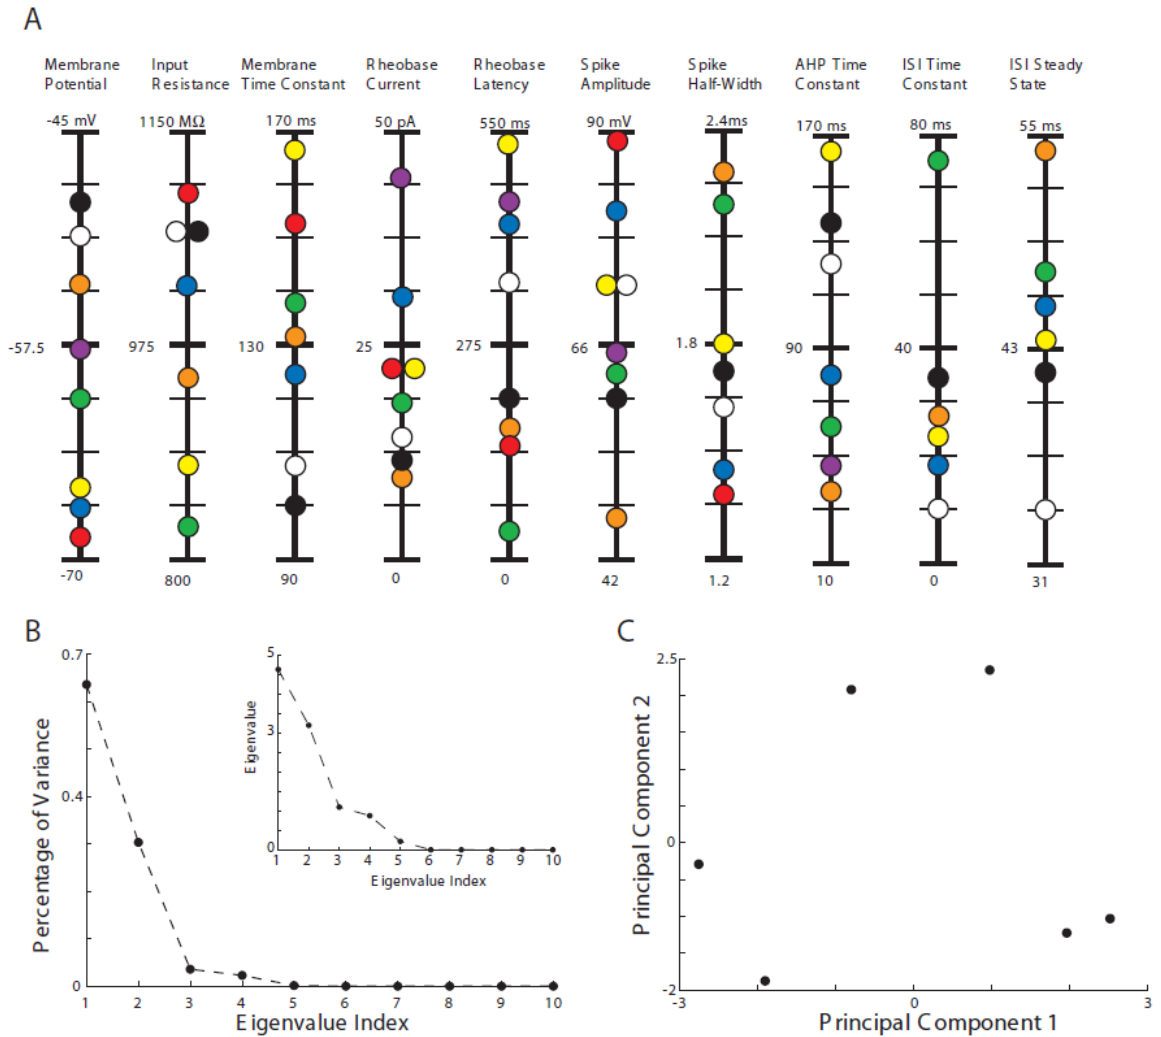 A
Membrane Potential
Input Resistance
Membrane Time Constant
Rheobase Current
Rheobase Latency
Spike Amplitude
Spike Half-Width
AHP Time Constant
ISI Time Constant
ISI Steady State
-45 mV 1150 MΩ 170 ms 50 pA 550 ms 90 mV 2.4ms 170 ms 80 ms 55 ms
-57.5 975 130 25 275 66 1.8 90 40 43
-70 800 90 0 0 42 1.2 10 0 31
B
0.7
0.4
0
Percentage of Variance
1 2 3 4 5 6 7 8 9 10
Eigenvalue Index
5
3
0
Eigenvalue
1 2 3 4 5 6 7 8 9 10
Eigenvalue Index
C
2.5
0
-2
Principal Component 2
-3 0 3
Principal Component 1